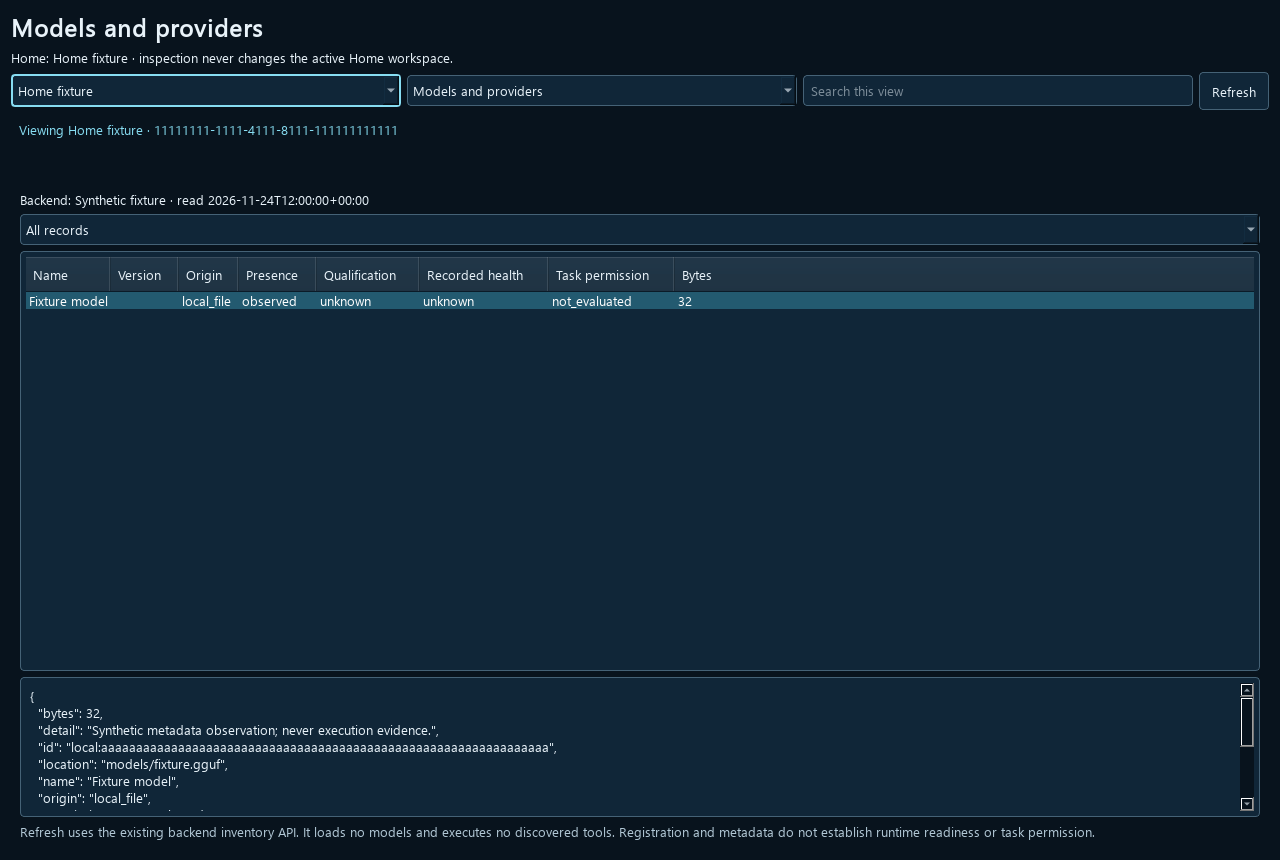 Models and providers
Home: Home fixture · inspection never changes the active Home workspace.
Home fixture
Models and providers
Search this view
Refresh
Viewing Home fixture · 11111111-1111-4111-8111-111111111111
Backend: Synthetic fixture · read 2026-11-24T12:00:00+00:00
All records
Name Version Origin Presence Qualification Recorded health Task permission Bytes
Fixture model local_file observed unknown unknown not_evaluated 32
{
"bytes": 32,
"detail": "Synthetic metadata observation; never execution evidence.",
"id": "local:aaaaaaaaaaaaaaaaaaaaaaaaaaaaaaaaaaaaaaaaaaaaaaaaaaaaaaaaaaaaaaaa",
"location": "models/fixture.gguf",
"name": "Fixture model",
"origin": "local_file",
Refresh uses the existing backend inventory API. It loads no models and executes no discovered tools. Registration and metadata do not establish runtime readiness or task permission.